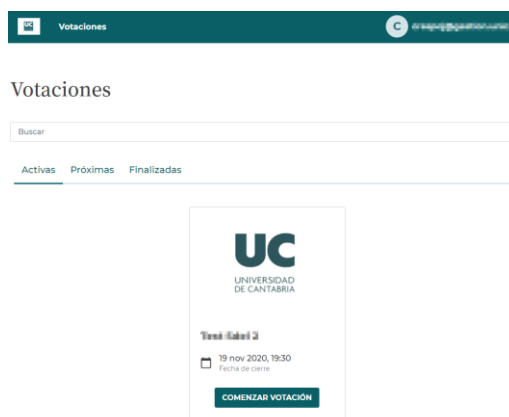 UC Votaciones C
Votaciones
Buscar
Activas Próximas Finalizadas
UC
UNIVERSIDAD
DE CANTABRIA
19 nov 2020, 19:30
Fecha de cierre
COMENZAR VOTACIÓN